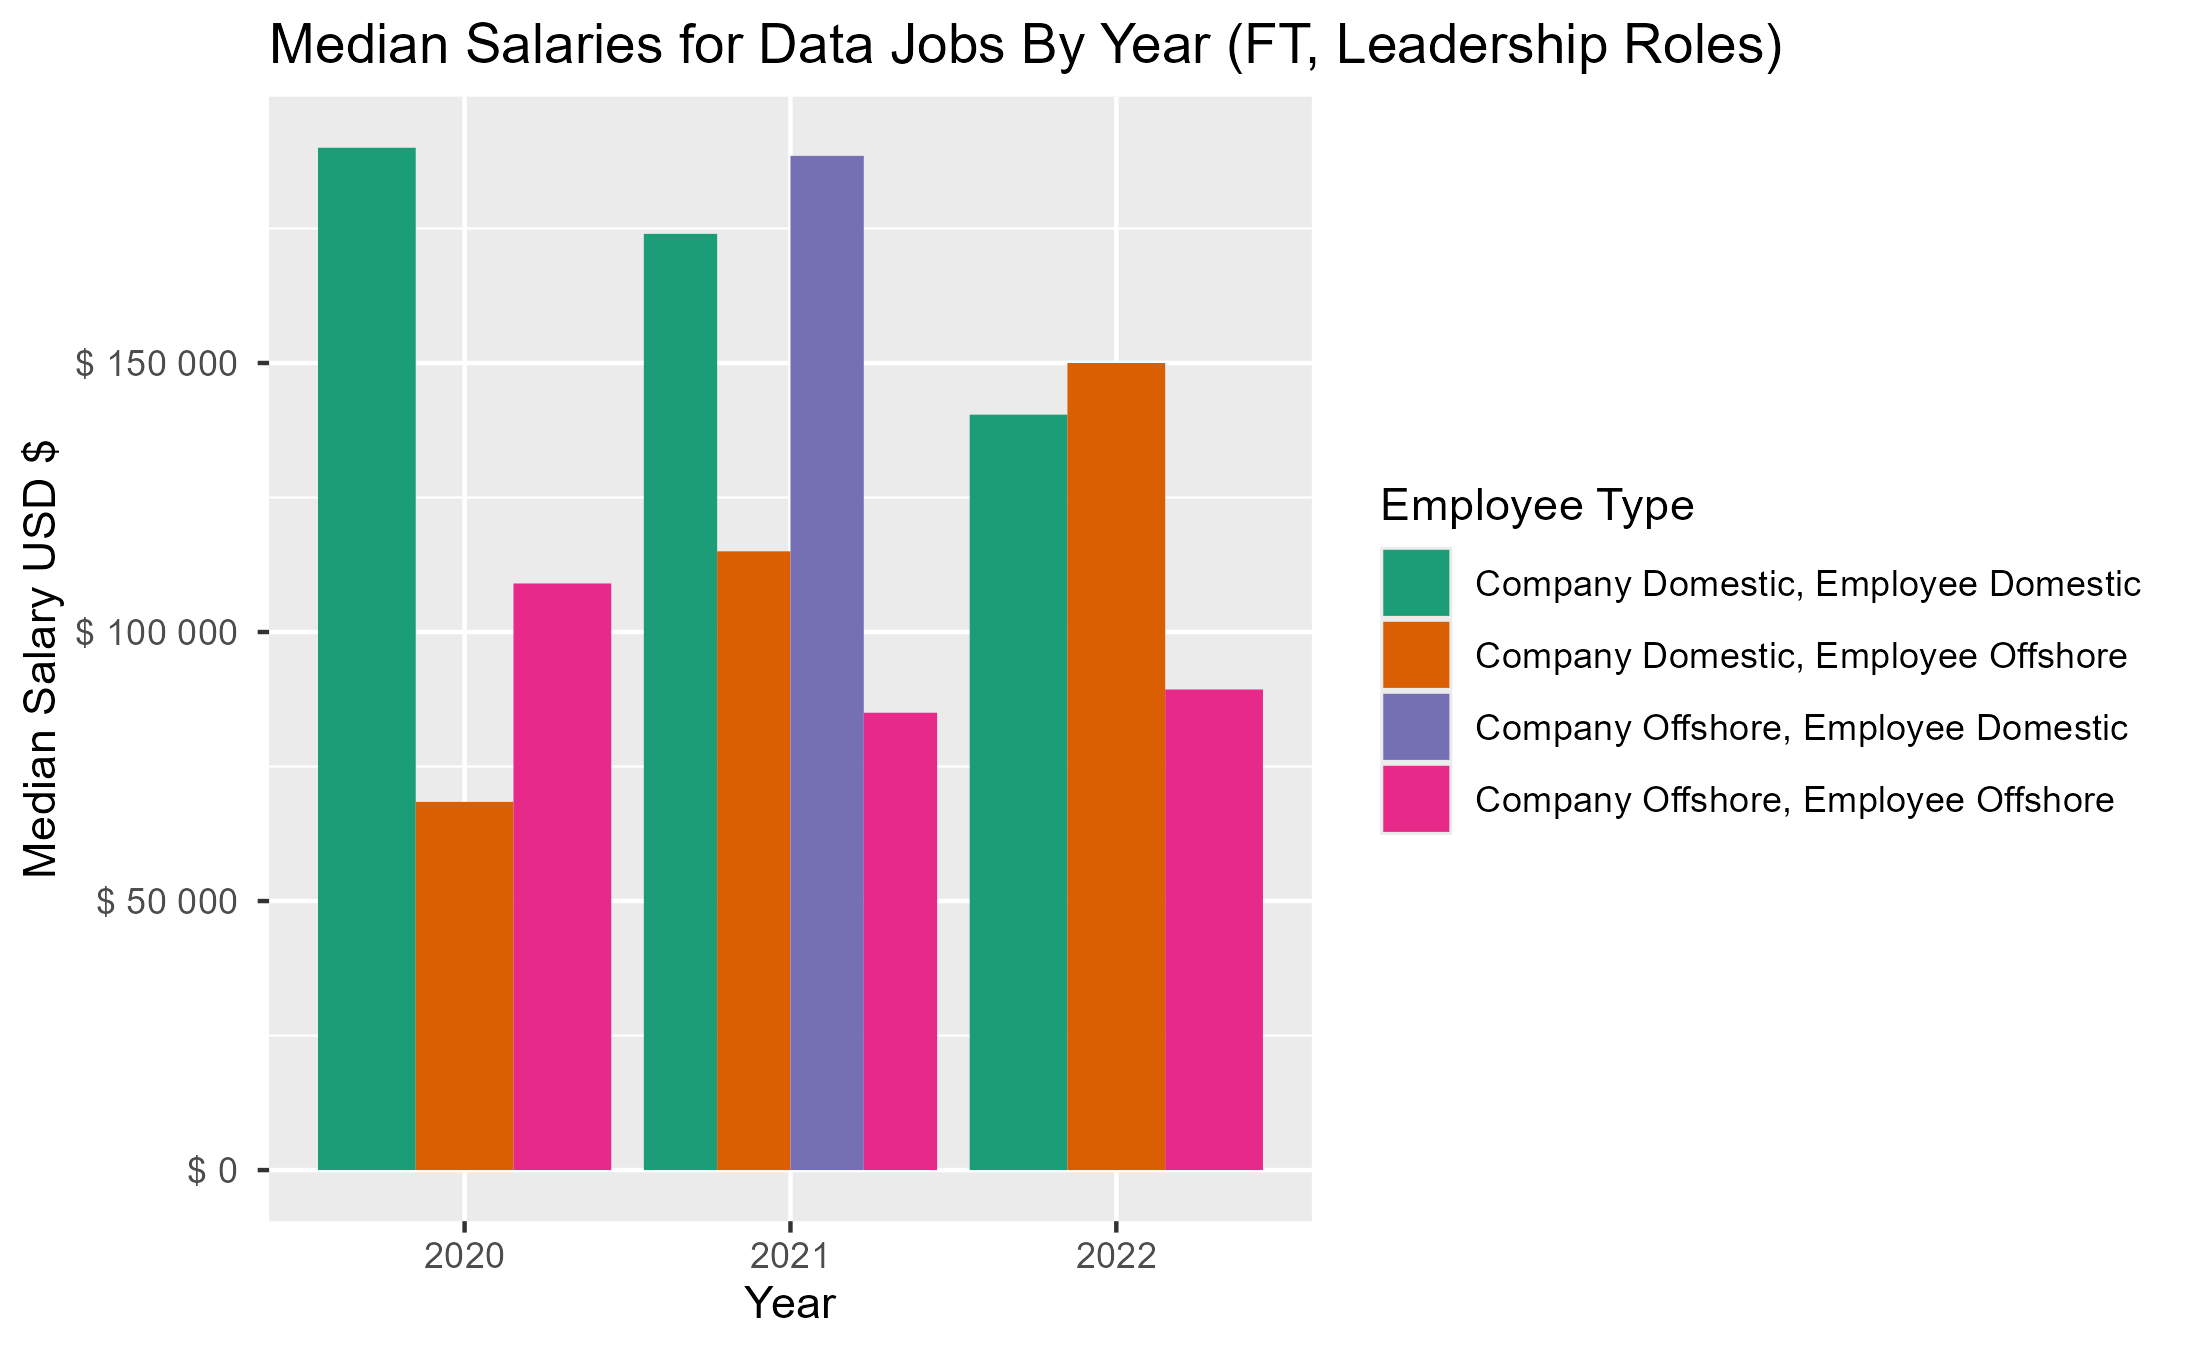 Median Salaries for Data Jobs By Year (FT, Leadership Roles)
Median Salary USD $
$ 150 000
$ 100 000
$ 50 000
$ 0
2020
2021
2022
Year
Employee Type
Company Domestic, Employee Domestic
Company Domestic, Employee Offshore
Company Offshore, Employee Domestic
Company Offshore, Employee Offshore